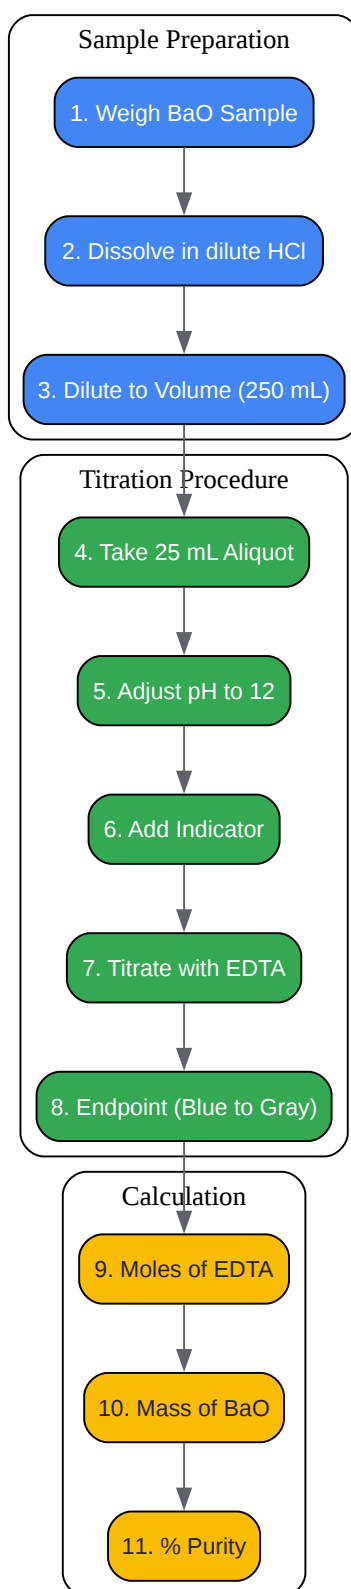 Sample Preparation
1. Weigh BaO Sample
2. Dissolve in dilute HCl
3. Dilute to Volume (250 mL)
Titration Procedure
4. Take 25 mL Aliquot
5. Adjust pH to 12
6. Add Indicator
7. Titrate with EDTA
8. Endpoint (Blue to Gray)
Calculation
9. Moles of EDTA
10. Mass of BaO
11. % Purity